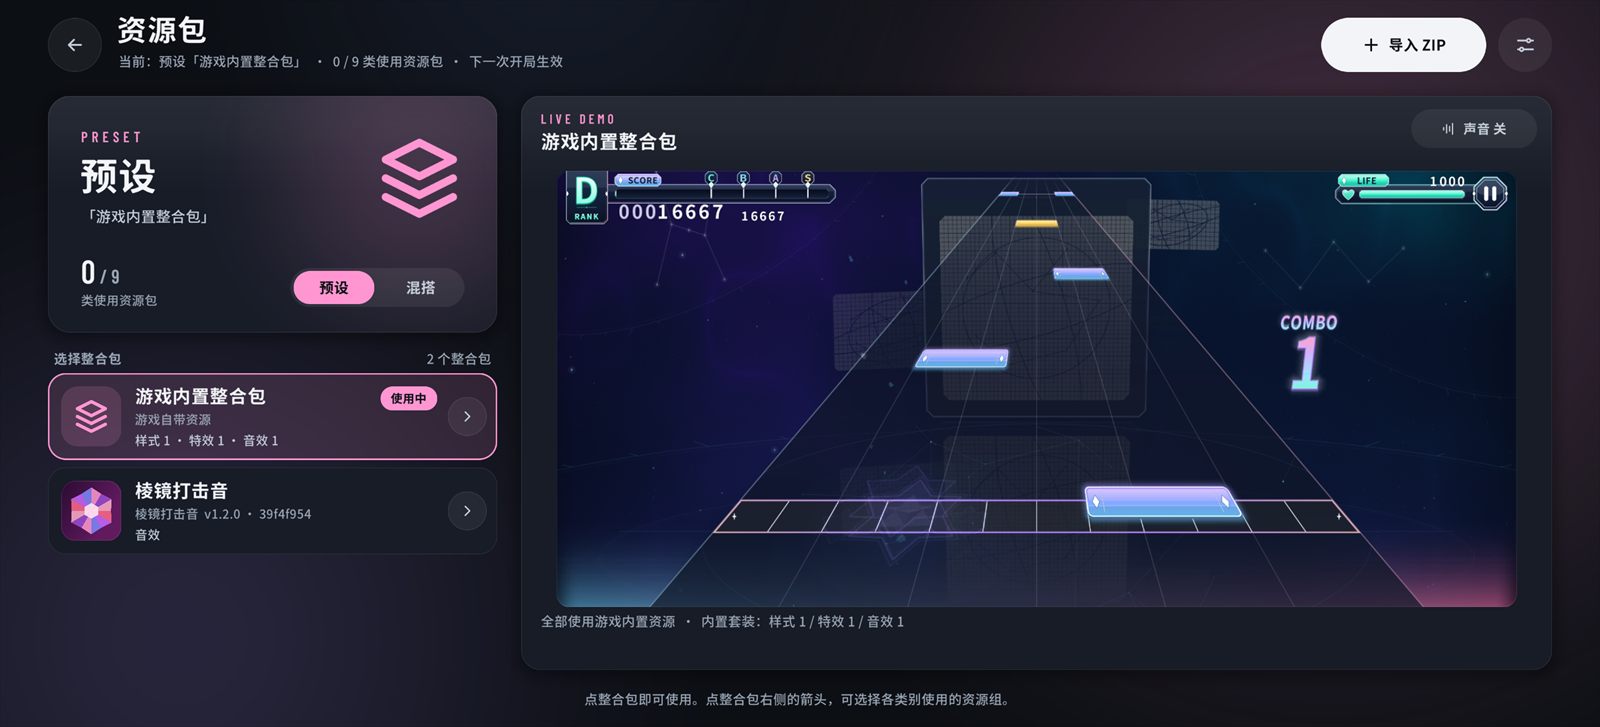 资源包
当前：预设「游戏内置整合包」 · 0 / 9 类使用资源包 · 下一次开局生效
导入 ZIP
PRESET
预设
「游戏内置整合包」
0 / 9
类使用资源包
预设 混搭
选择整合包 2 个整合包
游戏内置整合包 使用中
游戏自带资源
样式 1 · 特效 1 · 音效 1
棱镜打击音
棱镜打击音 v1.2.0 · 39f4f954
音效
LIVE DEMO
游戏内置整合包
声音 关
D
RANK
SCORE
C B A S
00016667 16667
LIFE 1000
COMBO
1
全部使用游戏内置资源 · 内置套装：样式 1 / 特效 1 / 音效 1
点整合包即可使用。点整合包右侧的箭头，可选择各类别使用的资源组。